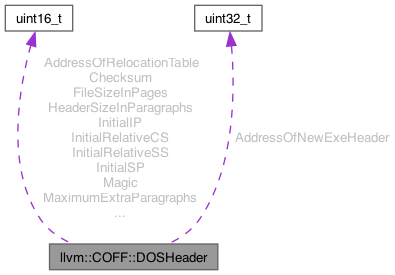 uint16_t
uint32_t
AddressOfRelocationTable
Checksum
FileSizeInPages
HeaderSizeInParagraphs
InitialIP
InitialRelativeCS
InitialRelativeSS
InitialSP
Magic
MaximumExtraParagraphs
...
AddressOfNewExeHeader
llvm::COFF::DOSHeader